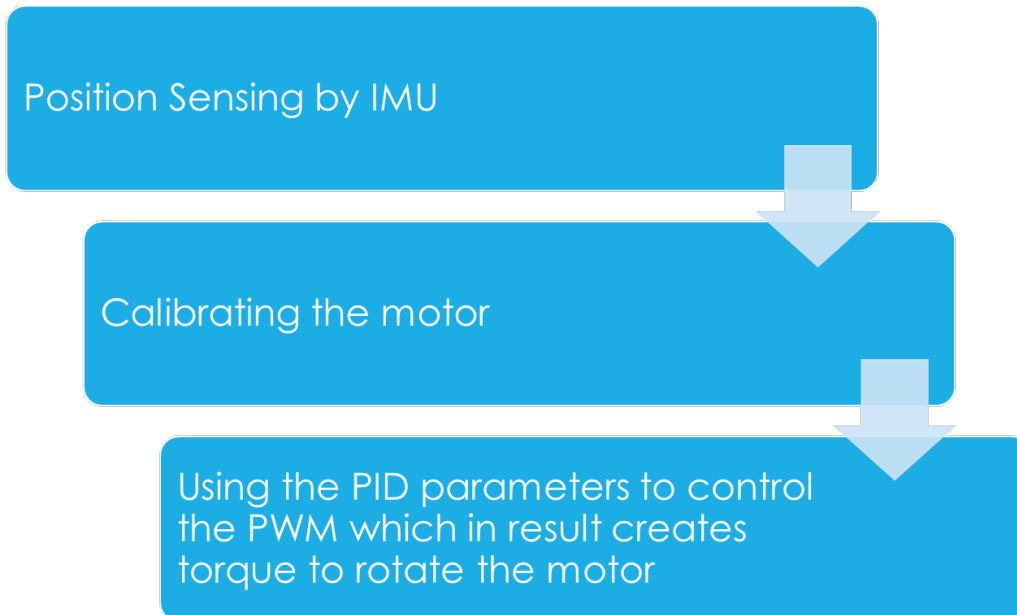 Position Sensing by IMU
Calibrating the motor
Using the PID parameters to control
the PWM which in result creates
torque to rotate the motor